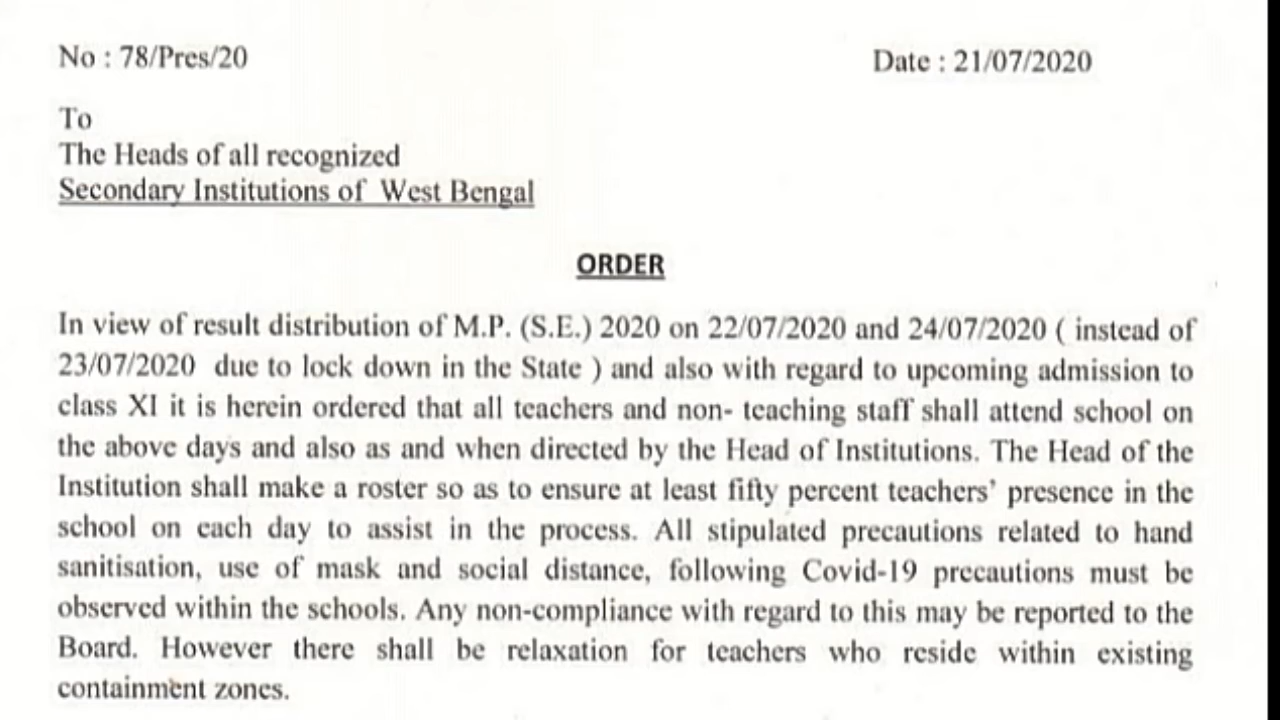 No : 78/Pres/20
Date : 21/07/2020
To
The Heads of all recognized
Secondary Institutions of West Bengal
ORDER
In view of result distribution of M.P. (S.E.) 2020 on 22/07/2020 and 24/07/2020 ( instead of
23/07/2020 due to lock down in the State ) and also with regard to upcoming admission to
class XI it is herein ordered that all teachers and non- teaching staff shall attend school on
the above days and also as and when directed by the Head of Institutions. The Head of the
Institution shall make a roster so as to ensure at least fifty percent teachers' presence in the
school on each day to assist in the process. All stipulated precautions related to hand
sanitisation, use of mask and social distance, following Covid-19 precautions must be
observed within the schools. Any non-compliance with regard to this may be reported to the
Board. However there shall be relaxation for teachers who reside within existing
containment zones.